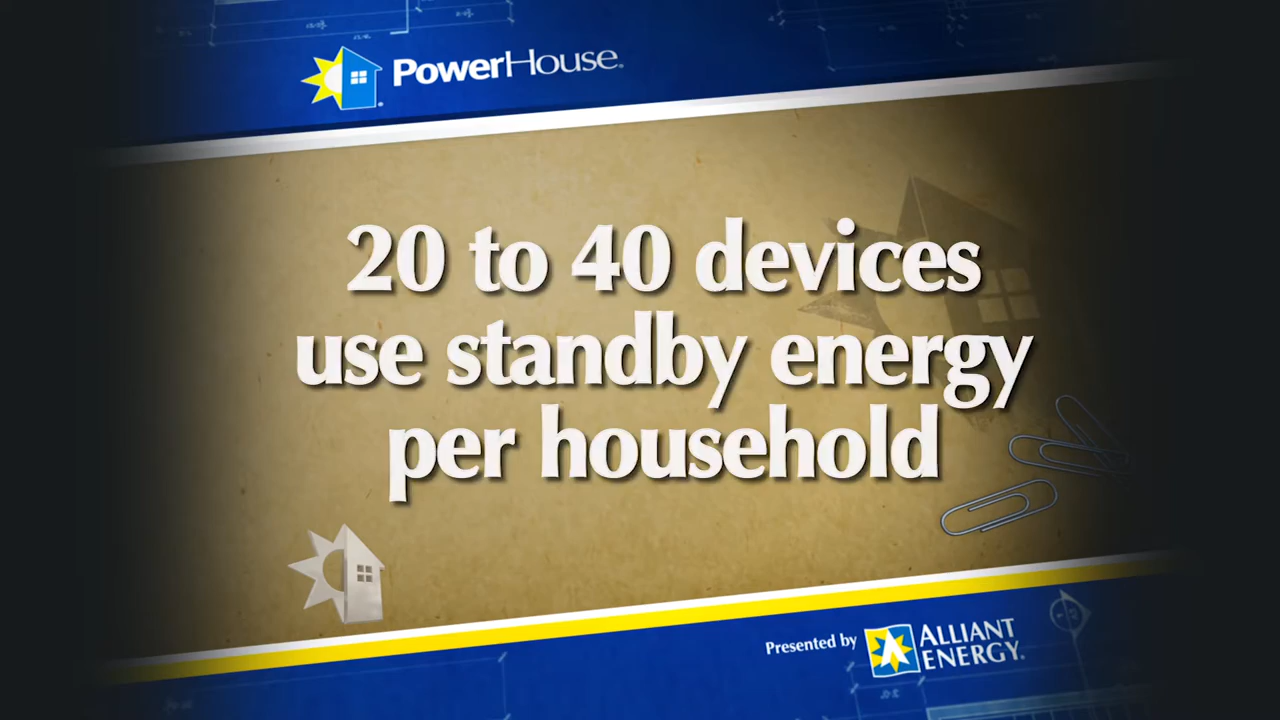 PowerHouse®
20 to 40 devices
use standby energy
per household
Presented by
ALLIANT
ENERGY®